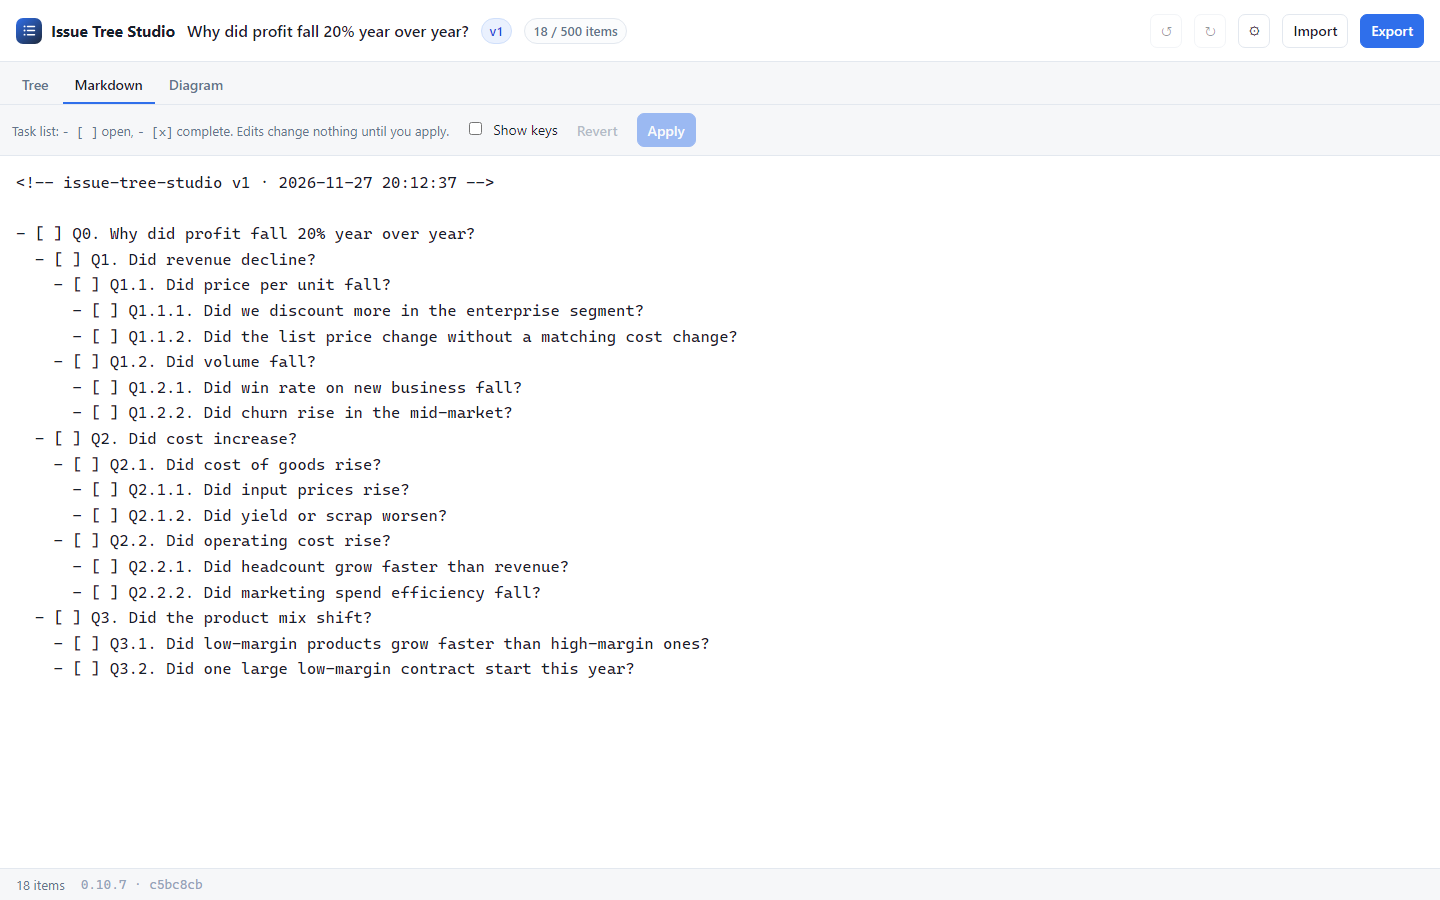 Issue Tree Studio Why did profit fall 20% year over year? v1 18 / 500 items ↺ ↻ ⚙ Import Export
Tree Markdown Diagram
Task list: - [ ] open, - [x] complete. Edits change nothing until you apply. Show keys Revert Apply
<!-- issue-tree-studio v1 · 2026-11-27 20:12:37 -->
- [ ] Q0. Why did profit fall 20% year over year?
  - [ ] Q1. Did revenue decline?
    - [ ] Q1.1. Did price per unit fall?
      - [ ] Q1.1.1. Did we discount more in the enterprise segment?
      - [ ] Q1.1.2. Did the list price change without a matching cost change?
    - [ ] Q1.2. Did volume fall?
      - [ ] Q1.2.1. Did win rate on new business fall?
      - [ ] Q1.2.2. Did churn rise in the mid-market?
  - [ ] Q2. Did cost increase?
    - [ ] Q2.1. Did cost of goods rise?
      - [ ] Q2.1.1. Did input prices rise?
      - [ ] Q2.1.2. Did yield or scrap worsen?
    - [ ] Q2.2. Did operating cost rise?
      - [ ] Q2.2.1. Did headcount grow faster than revenue?
      - [ ] Q2.2.2. Did marketing spend efficiency fall?
  - [ ] Q3. Did the product mix shift?
    - [ ] Q3.1. Did low-margin products grow faster than high-margin ones?
    - [ ] Q3.2. Did one large low-margin contract start this year?
18 items 0.10.7 · c5bc8cb